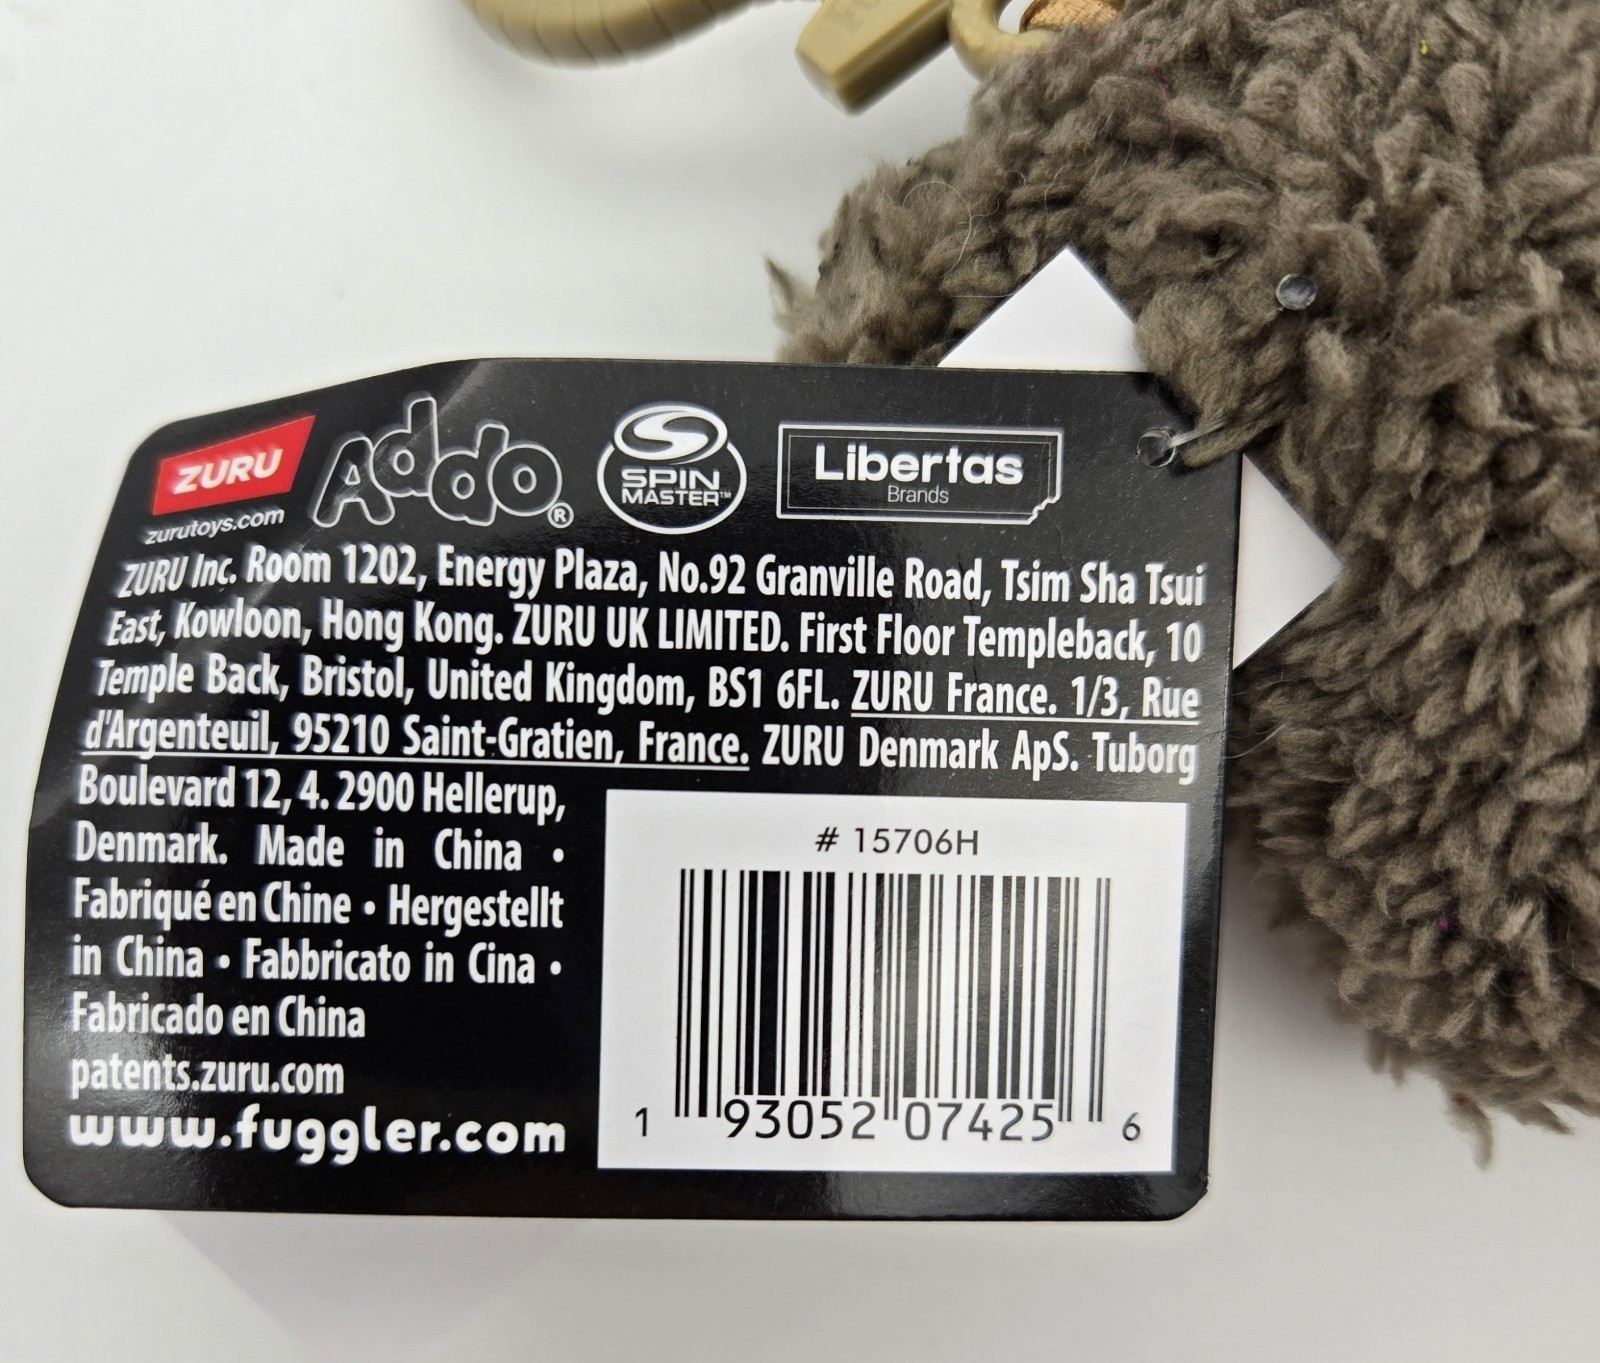 ZURU
zurutoys.com
Addo®
SPIN
MASTER™
Libertas
Brands
ZURU Inc. Room 1202, Energy Plaza, No.92 Granville Road, Tsim Sha Tsui
East, Kowloon, Hong Kong. ZURU UK LIMITED. First Floor Templeback, 10
Temple Back, Bristol, United Kingdom, BS1 6FL. ZURU France. 1/3, Rue
d'Argenteuil, 95210 Saint-Gratien, France. ZURU Denmark ApS. Tuborg
Boulevard 12, 4. 2900 Hellerup,
Denmark. Made in China •
Fabriqué en Chine • Hergestellt
in China • Fabbricato in Cina •
Fabricado en China
patents.zuru.com
www.fuggler.com
# 15706H
1 93052 07425 6